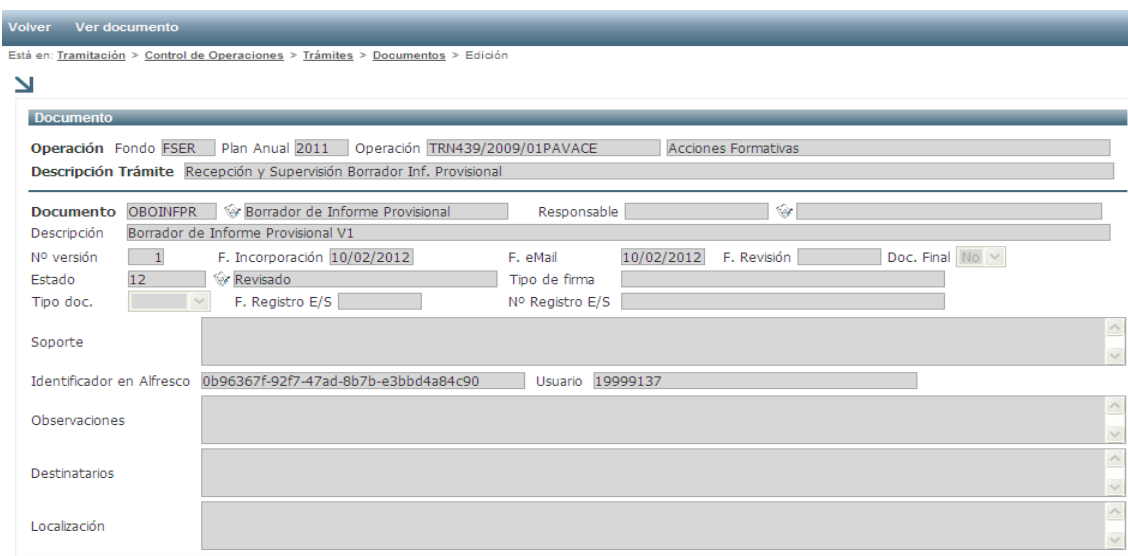 Volver Ver documento
Está en: Tramitación > Control de Operaciones > Trámites > Documentos > Edición
Documento
Operación Fondo FSER Plan Anual 2011 Operación TRN439/2009/01PAVACE Acciones Formativas
Descripción Trámite Recepción y Supervisión Borrador Inf. Provisional
Documento OBOINFPR Borrador de Informe Provisional Responsable
Descripción Borrador de Informe Provisional V1
Nº versión 1 F. Incorporación 10/02/2012 F. eMail 10/02/2012 F. Revisión Doc. Final No
Estado 12 Revisado Tipo de firma
Tipo doc. F. Registro E/S Nº Registro E/S
Soporte
Identificador en Alfresco 0b96367f-92f7-47ad-8b7b-e3bbd4a84c90 Usuario 19999137
Observaciones
Destinatarios
Localización